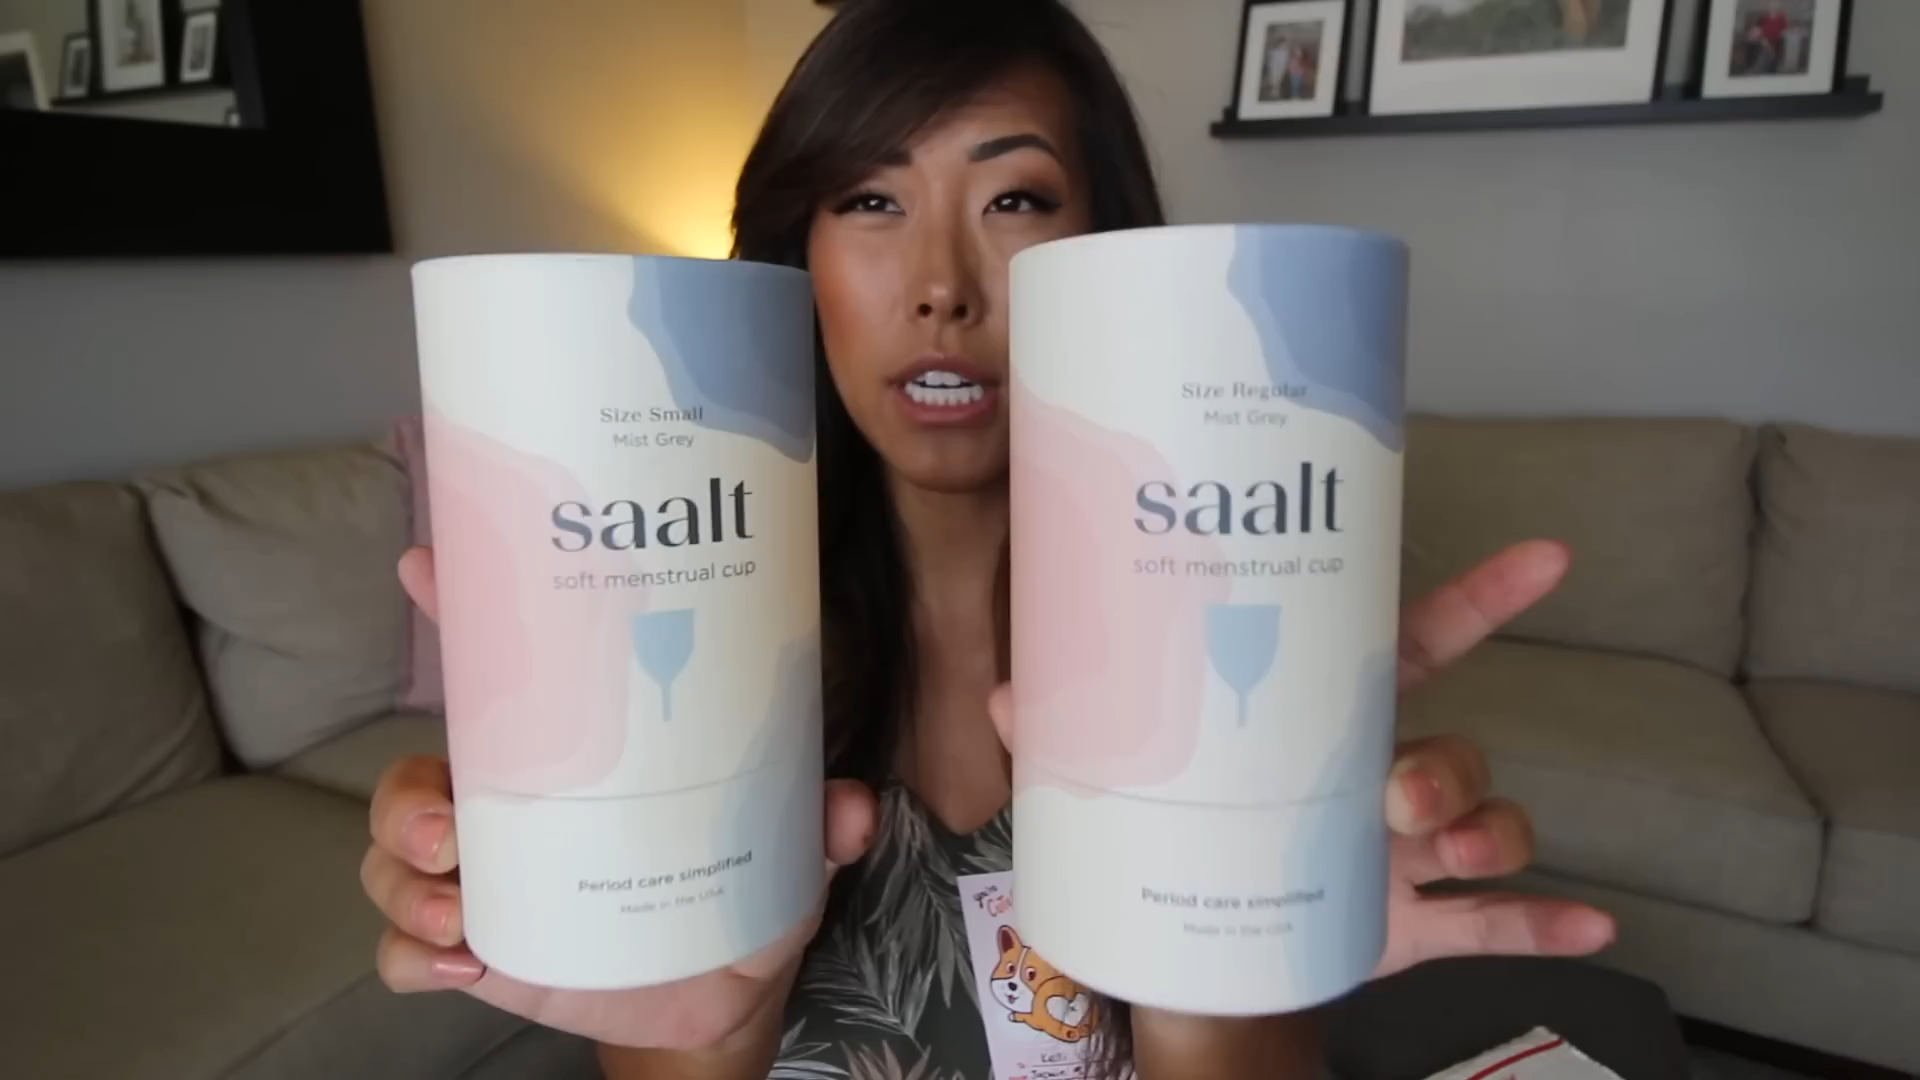 Size Small
Mist Grey
saalt
soft menstrual cup
Period care simplified
Made in the USA
Size Regular
Mist Grey
saalt
soft menstrual cup
Period care simplified
Made in the USA